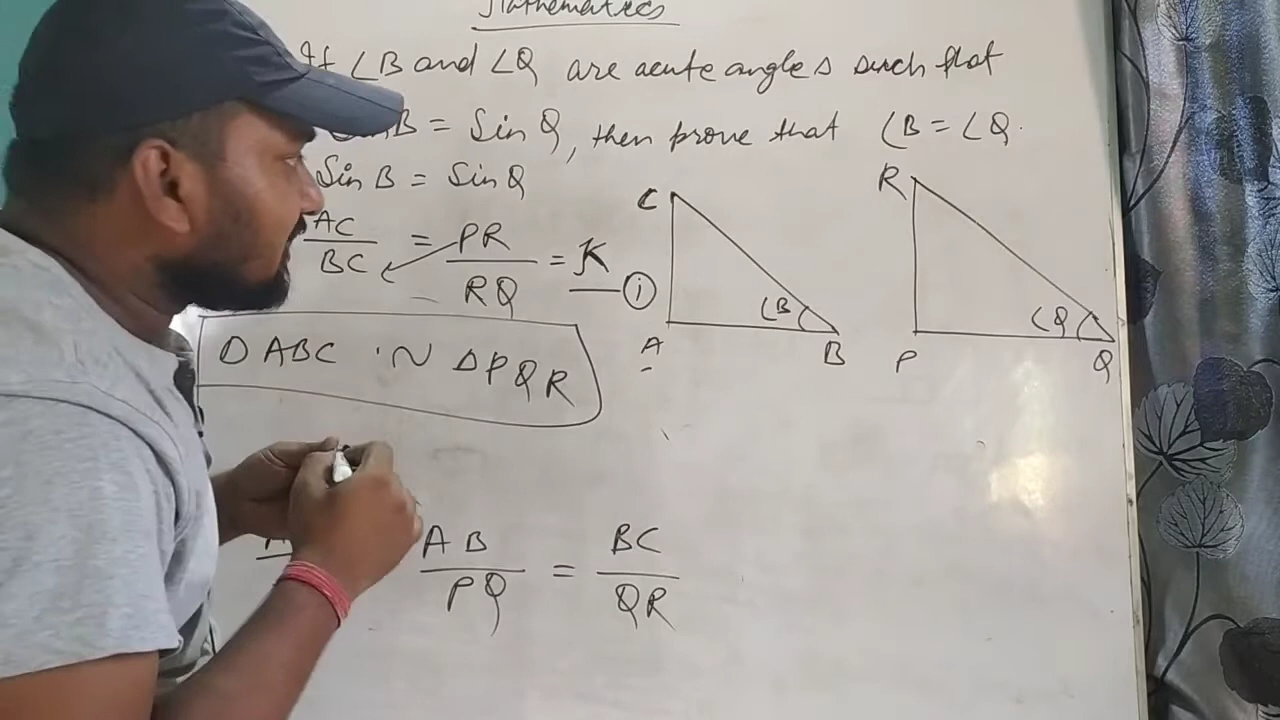 Mathematics
If ∠B and ∠Q are acute angles such that
Sin B = Sin Q, then prove that ∠B = ∠Q.
Sin B = Sin Q
AC/BC = PR/RQ = K (i)
C
A
B
∠B
R
P
Q
∠Q
Δ ABC ~ Δ PQR
AB/PQ = BC/QR